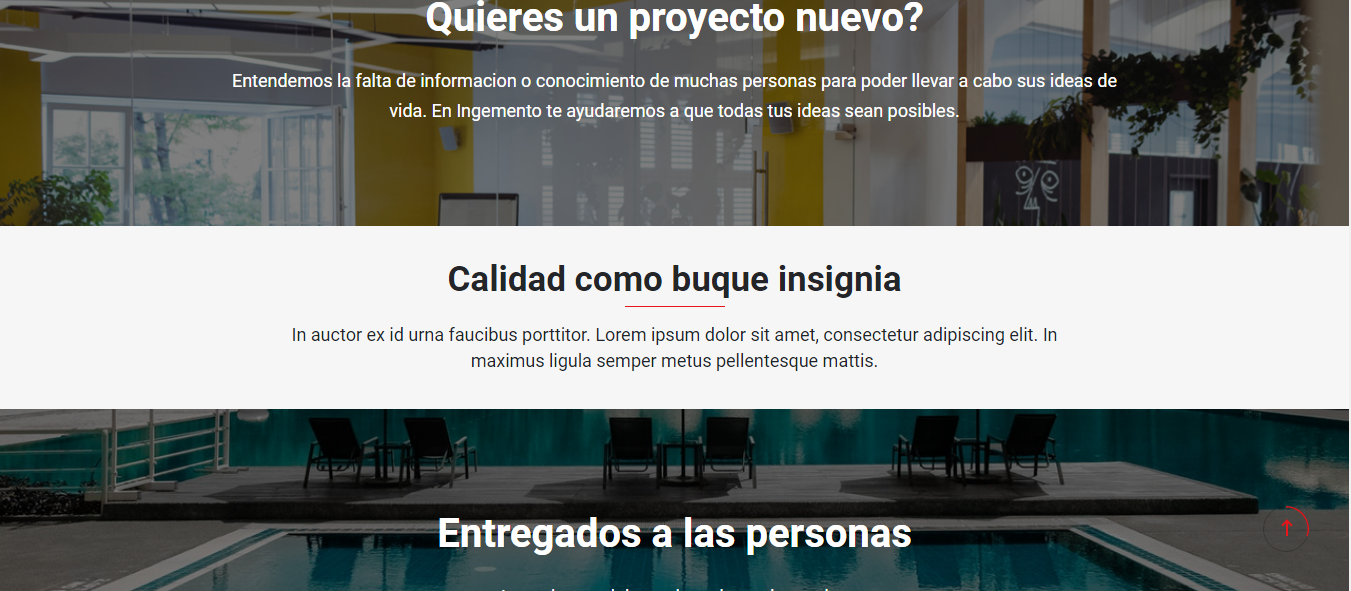 Quieres un proyecto nuevo?
Entendemos la falta de informacion o conocimiento de muchas personas para poder llevar a cabo sus ideas de
vida. En Ingemento te ayudaremos a que todas tus ideas sean posibles.
Calidad como buque insignia
In auctor ex id urna faucibus porttitor. Lorem ipsum dolor sit amet, consectetur adipiscing elit. In
maximus ligula semper metus pellentesque mattis.
Entregados a las personas